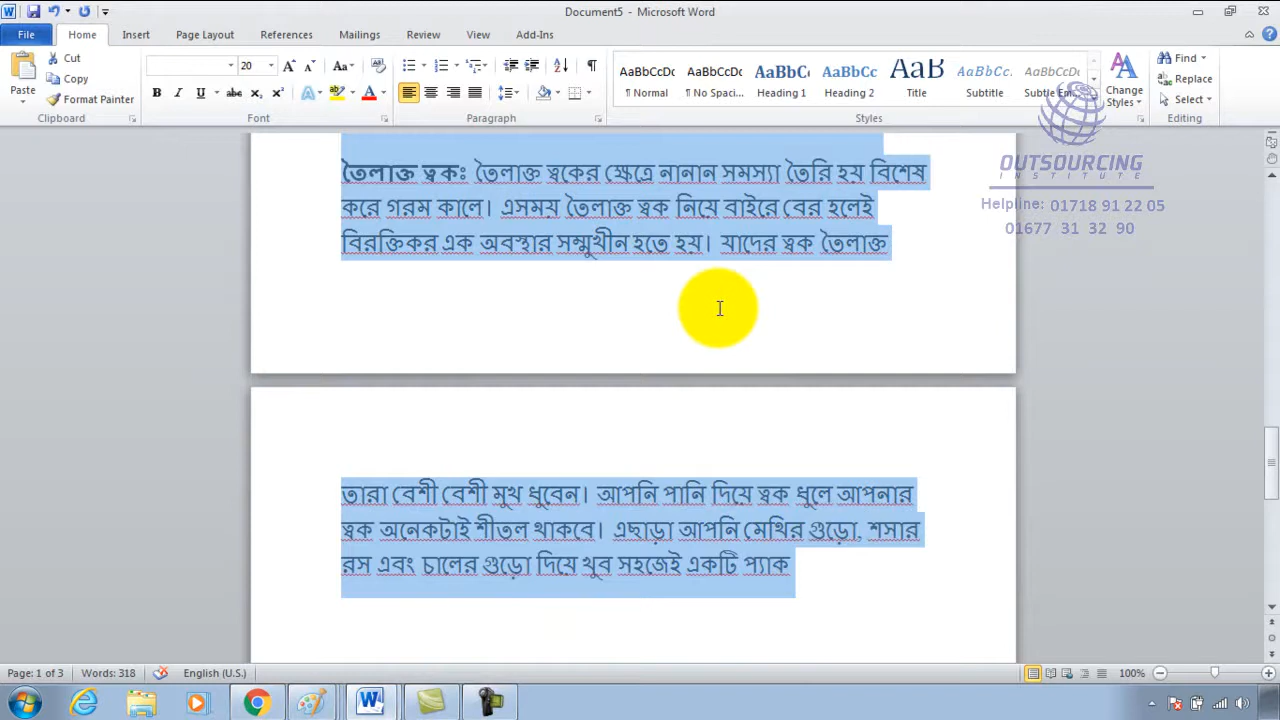 Document5 - Microsoft Word
File Home Insert Page Layout References Mailings Review View Add-Ins
Paste
Cut
Copy
Format Painter
Clipboard
20
Font
Paragraph
AaBbCcDc ¶ Normal
AaBbCcDc ¶ No Spaci...
AaBbC Heading 1
AaBbCc Heading 2
AaB Title
AaBbCc. Subtitle
AaBbCcDc Subtle Em...
Styles
Change Styles
Find
Replace
Select
Editing
OUTSOURCING
INSTITUTE
Helpline: 01718 91 22 05
01677 31 32 90
তৈলাক্ত ত্বকঃ তৈলাক্ত ত্বকের ক্ষেত্রে নানান সমস্যা তৈরি হয বিশেষ
করে গরম কালে। এসময তৈলাক্ত ত্বক নিযে বাইরে বের হলেই
বিরক্তিকর এক অবস্থার সম্মুখীন হতে হয। যাদের ত্বক তৈলাক্ত
তারা বেশী বেশী মুখ ধুবেন। আপনি পানি দিযে ত্বক ধুলে আপনার
ত্বক অনেকটাই শীতল থাকবে। এছাড়া আপনি মেথির গুড়ো, শসার
রস এবং চালের গুড়ো দিযে খুব সহজেই একটি প্যাক
Page: 1 of 3 Words: 318 English (U.S.) 100%